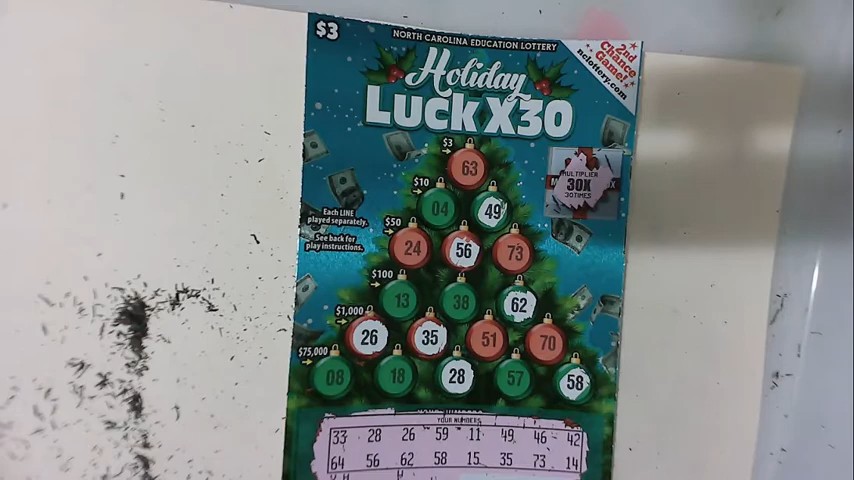 $3
NORTH CAROLINA EDUCATION LOTTERY
2nd
Chance
Game!
nclottery.com
Holiday
LUCK X30
$3
63
MULTIPLIER
30X
30TIMES
$10
04 49
Each LINE
played separately.
See back for
play instructions.
$50
24 56 73
$100
13 38 62
$1,000
26 35 51 70
$75,000
08 18 28 57 58
YOUR NUMBERS
33 28 26 59 11 49 46 42
64 56 62 58 15 35 73 14